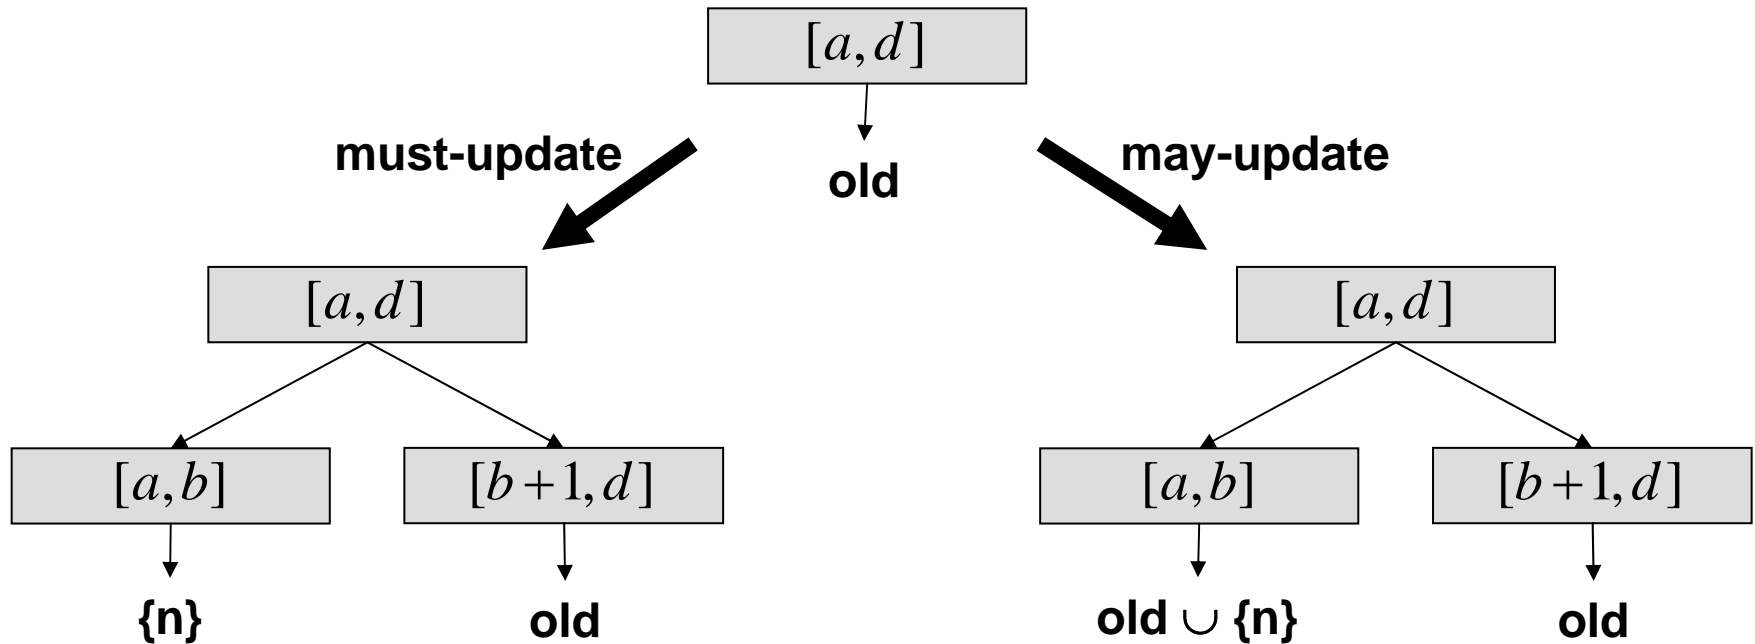 [a, d]
must-update
old
may-update
[a, d]
[a, d]
[a, b]
[b + 1, d]
[a, b]
[b + 1, d]
{n}
old
old ∪ {n}
old